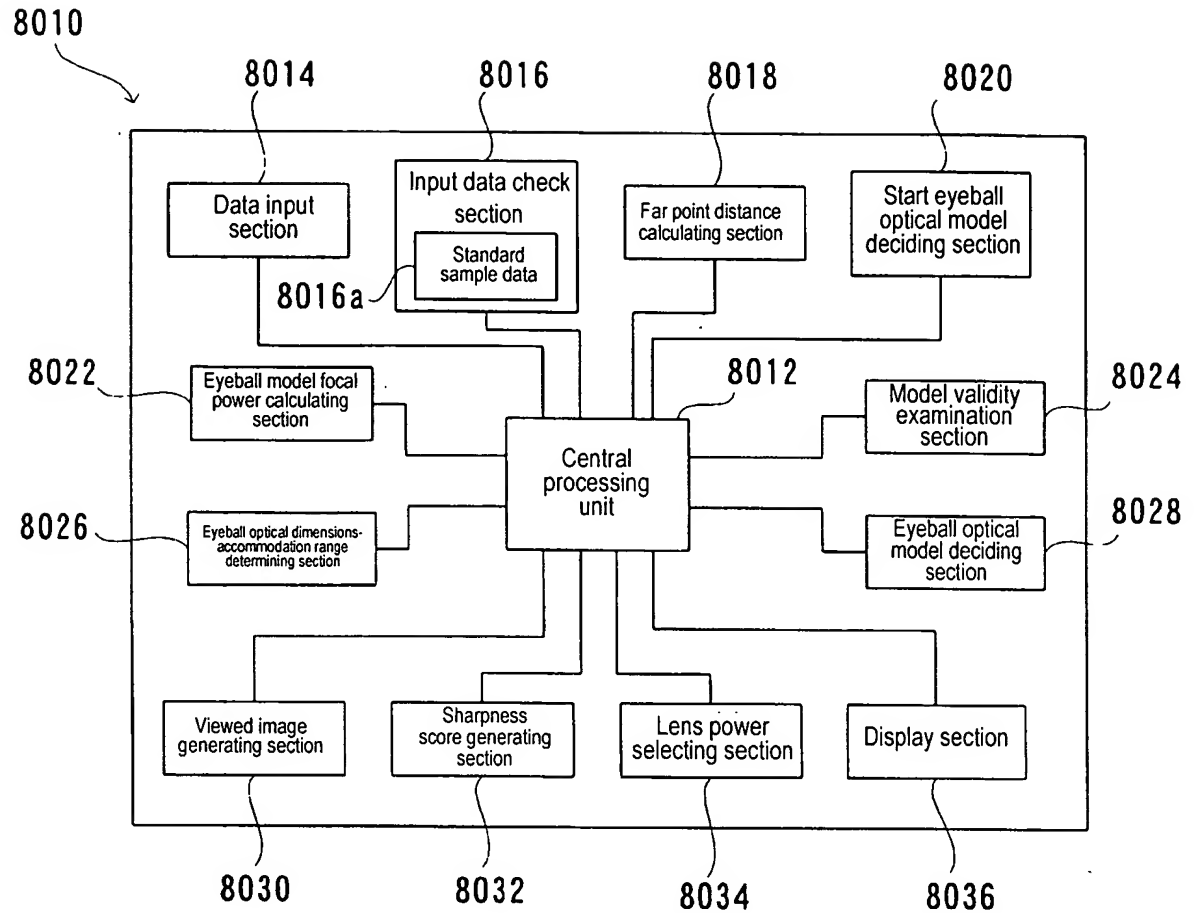 8010
8014
8016
8018
8020
Data input
section
Input data check
section
Standard
sample data
8016a
Far point distance
calculating section
Start eyeball
optical model
deciding section
8022
Eyeball model focal
power calculating
section
8012
Central
processing
unit
Model validity
examination
section
8024
8026
Eyeball optical dimensions-
accommodation range
determining section
Eyeball optical
model deciding
section
8028
Viewed image
generating section
Sharpness
score generating
section
Lens power
selecting section
Display section
8030
8032
8034
8036